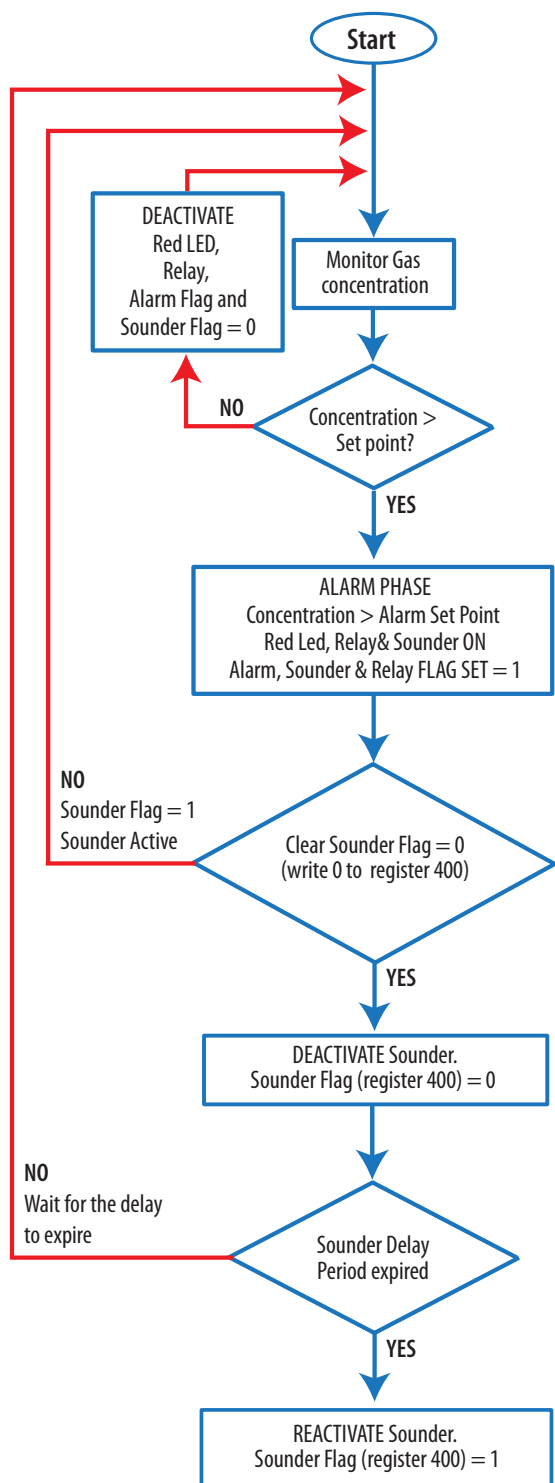 Start
DEACTIVATE
Red LED,
Relay,
Alarm Flag and
Sounder Flag = 0
Monitor Gas
concentration
NO
Concentration >
Set point?
YES
ALARM PHASE
Concentration > Alarm Set Point
Red Led, Relay& Sounder ON
Alarm, Sounder & Relay FLAG SET = 1
NO
Sounder Flag = 1
Sounder Active
Clear Sounder Flag = 0
(write 0 to register 400)
YES
DEACTIVATE Sounder.
Sounder Flag (register 400) = 0
NO
Wait for the delay
to expire
Sounder Delay
Period expired
YES
REACTIVATE Sounder.
Sounder Flag (register 400) = 1